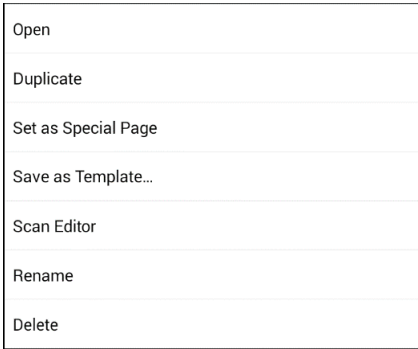 Open
Duplicate
Set as Special Page
Save as Template...
Scan Editor
Rename
Delete